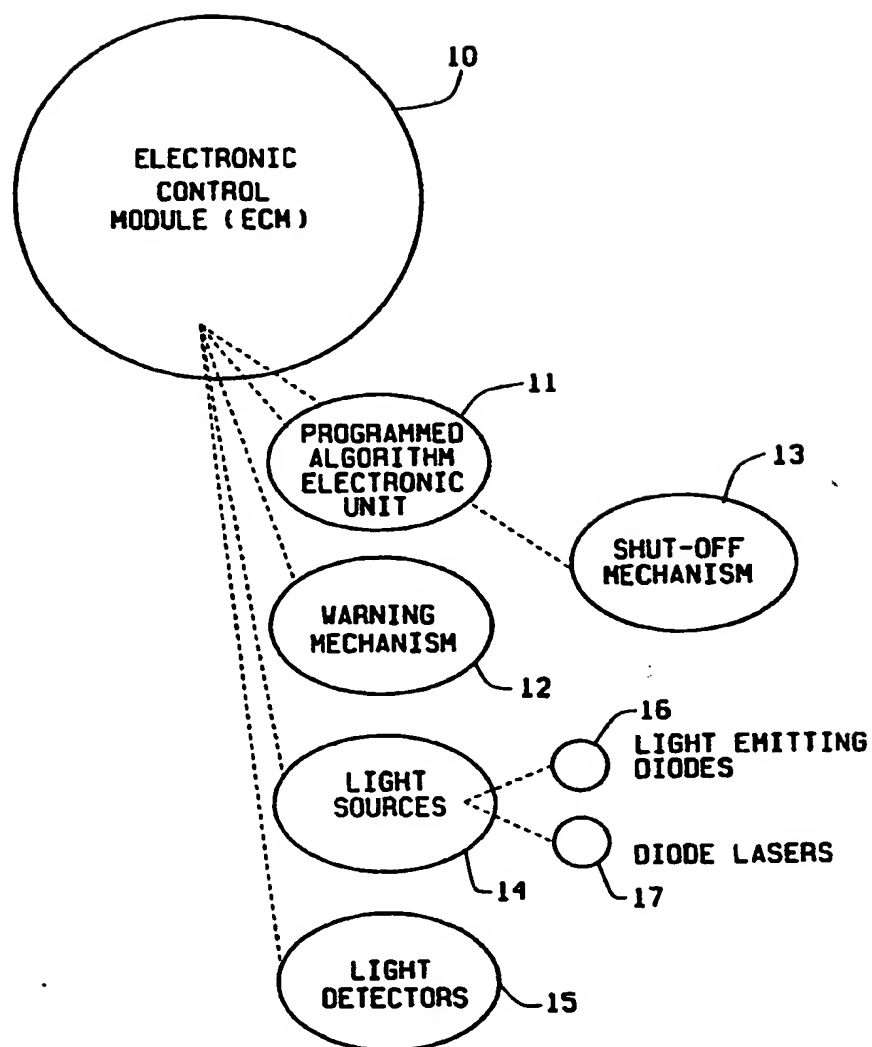 10
ELECTRONIC
CONTROL
MODULE (ECM)
11
PROGRAMMED
ALGORITHM
ELECTRONIC
UNIT
13
SHUT-OFF
MECHANISM
WARNING
MECHANISM
12
16
LIGHT EMITTING
DIODES
LIGHT
SOURCES
DIODE LASERS
14
17
LIGHT
DETECTORS
15